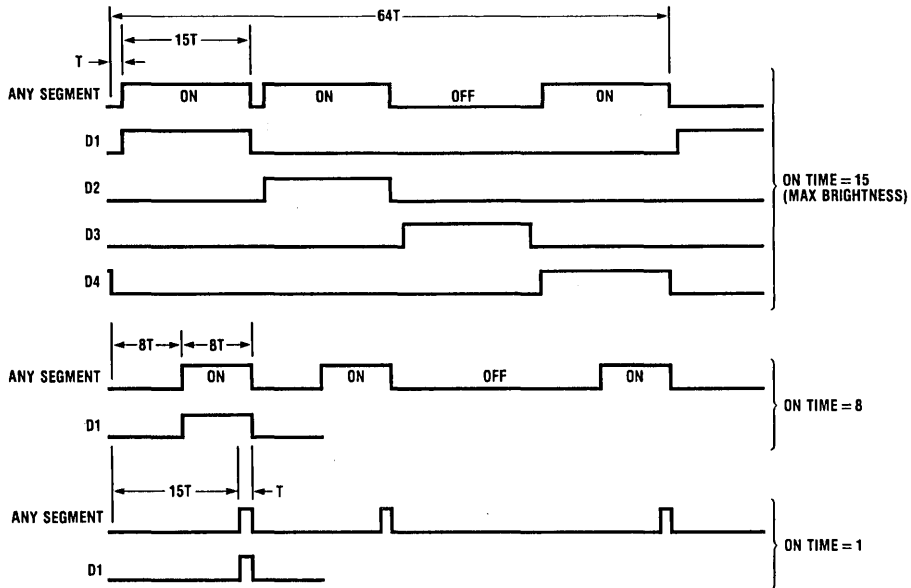 64T
15T
T
ANY SEGMENT
ON
ON
OFF
ON
D1
D2
D3
D4
ON TIME = 15
(MAX BRIGHTNESS)
8T
8T
ANY SEGMENT
ON
ON
OFF
ON
D1
ON TIME = 8
15T
T
ANY SEGMENT
D1
ON TIME = 1